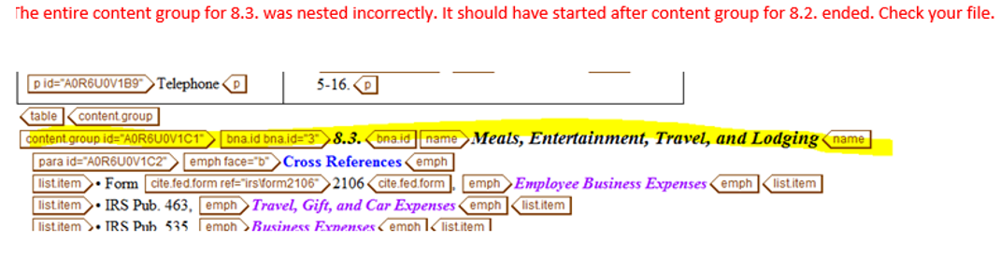 The entire content group for 8.3. was nested incorrectly. It should have started after content group for 8.2. ended. Check your file.
p id="A0R6U0V1B9" Telephone p 5-16. p
table content.group
content.group id="A0R6U0V1C1" bna.id bna.id="3" 8.3. bna.id name Meals, Entertainment, Travel, and Lodging name
para id="A0R6U0V1C2" emph face="b" Cross References emph
list.item • Form cite.fed.form ref="irs\form2106" 2106 cite.fed.form , emph Employee Business Expenses emph list.item
list.item • IRS Pub. 463, emph Travel, Gift, and Car Expenses emph list.item
list.item • IRS Pub. 535 emph Business Expenses emph list.item